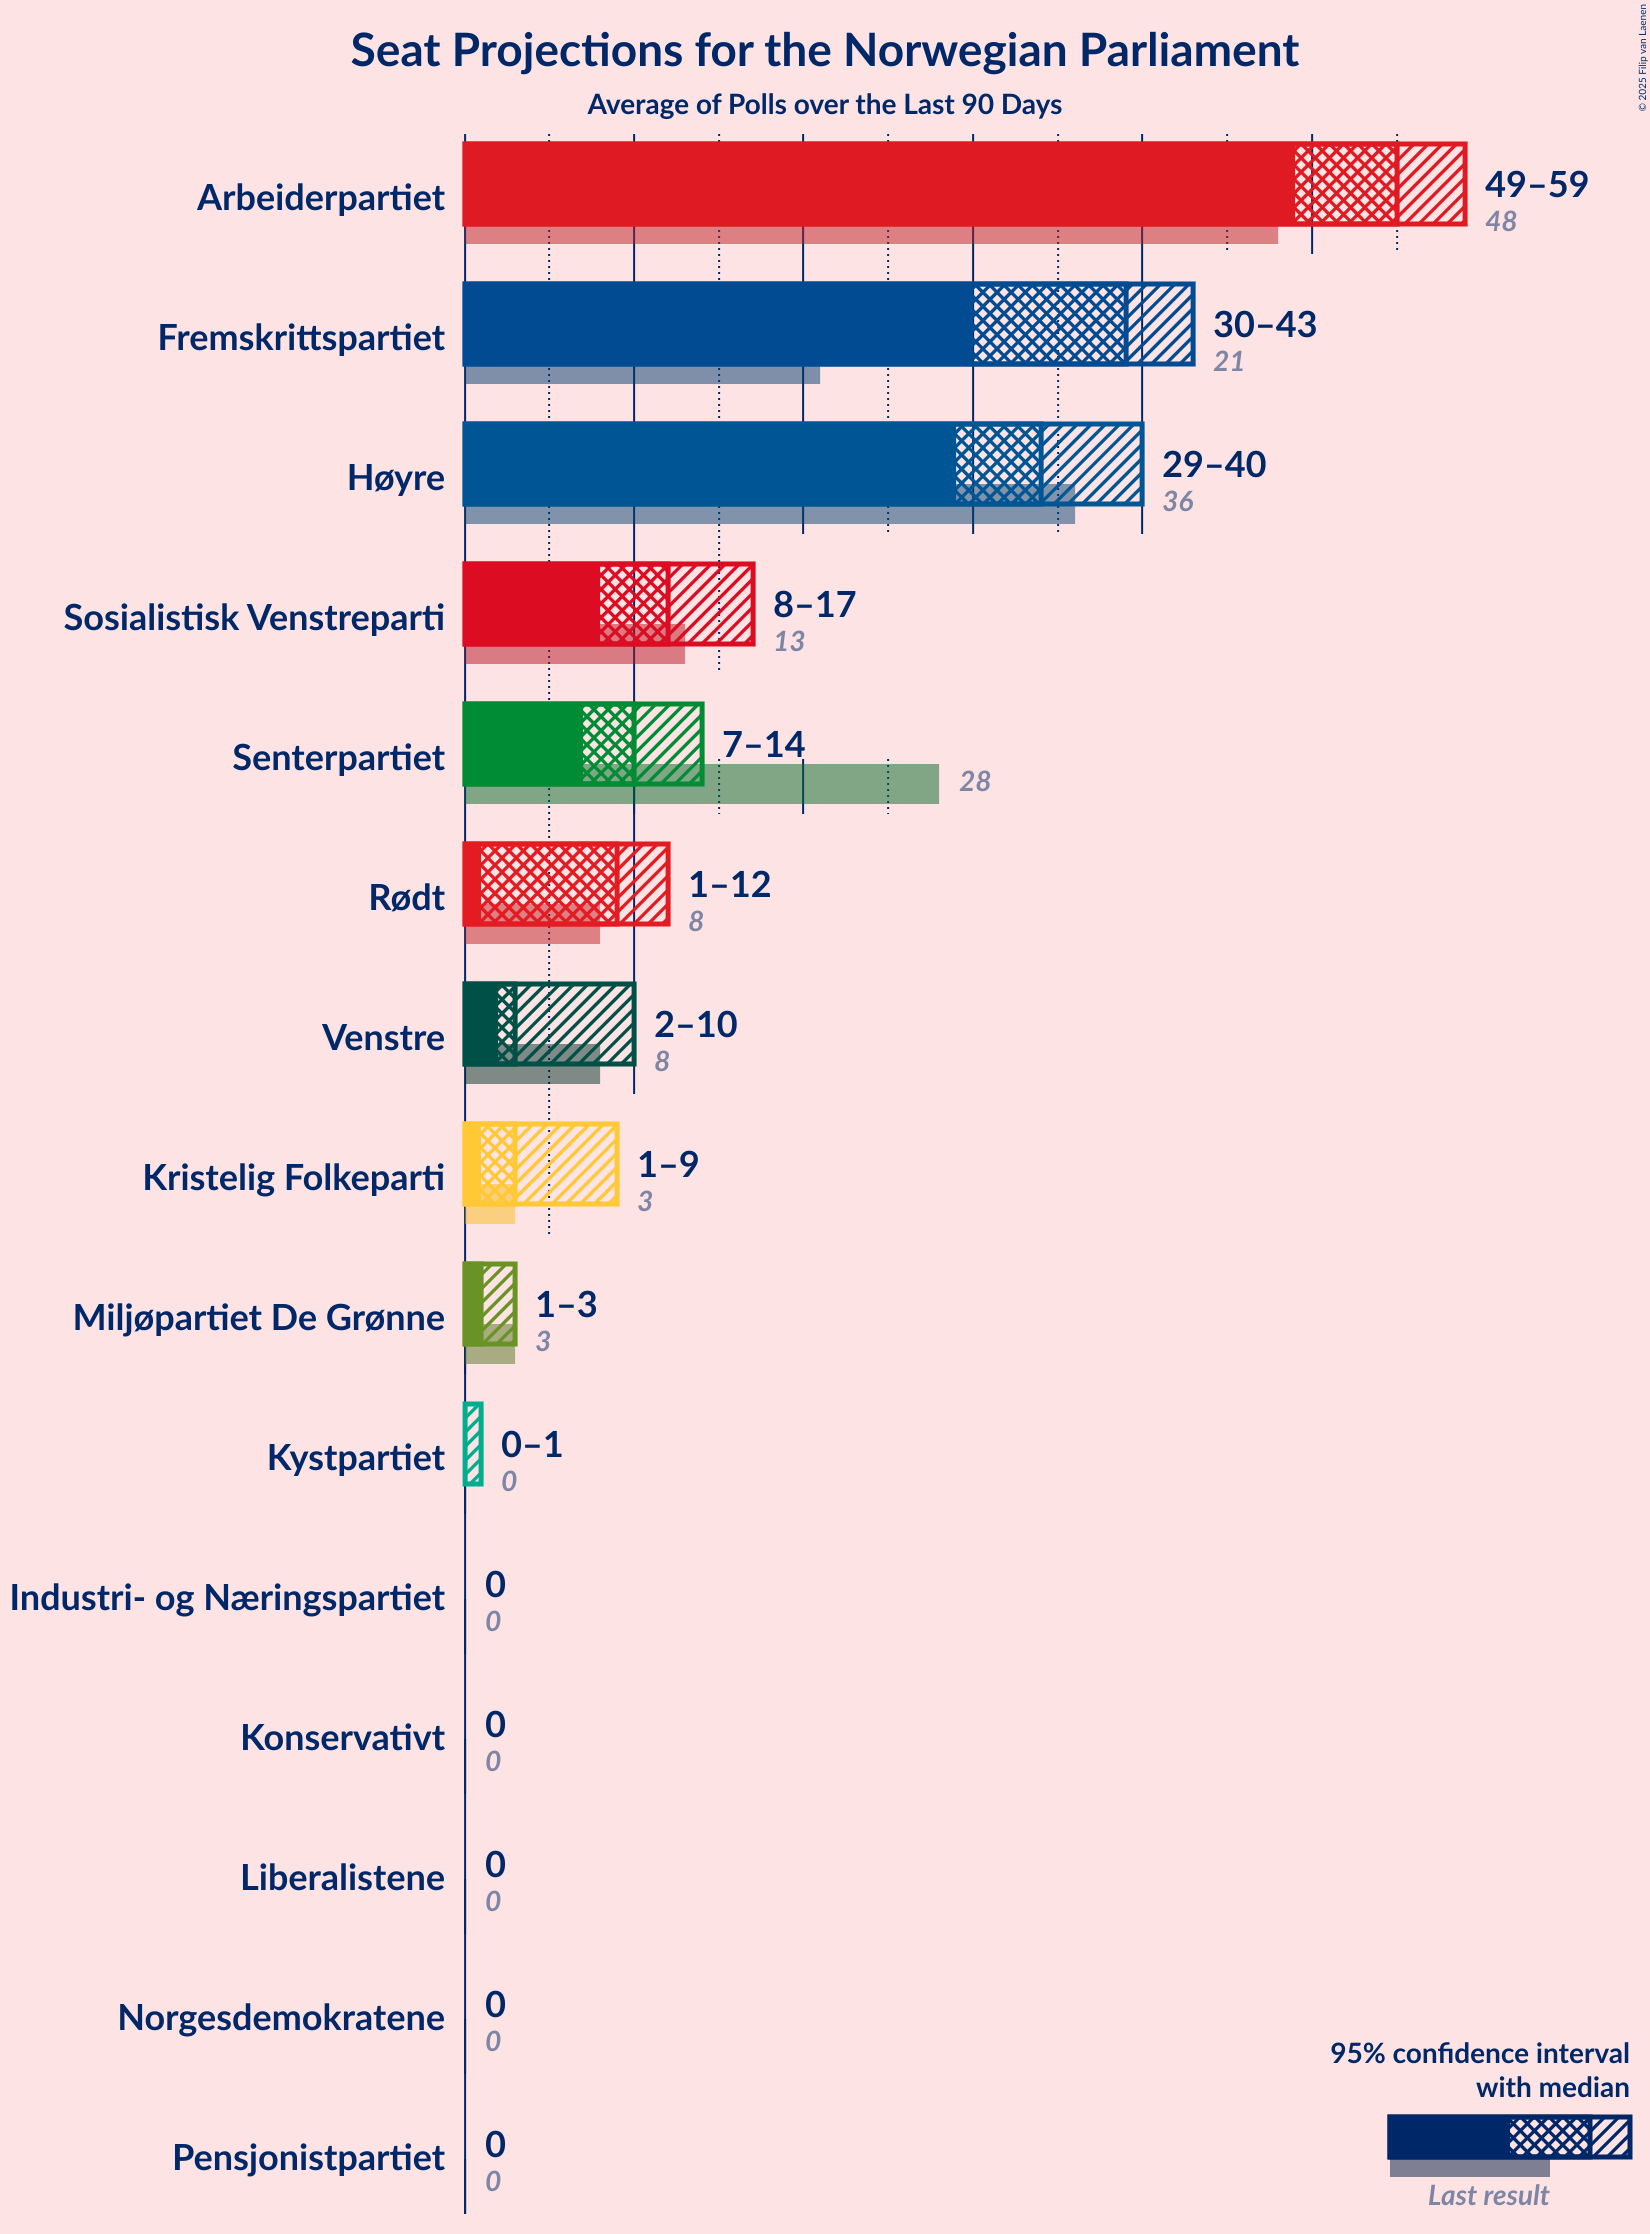 Seat Projections for the Norwegian Parliament
Average of Polls over the Last 90 Days
© 2025 Filip van Laenen
Arbeiderpartiet
49–59
48
Fremskrittspartiet
30–43
21
Høyre
29–40
36
Sosialistisk Venstreparti
8–17
13
Senterpartiet
7–14
28
Rødt
1–12
8
Venstre
2–10
8
Kristelig Folkeparti
1–9
3
Miljøpartiet De Grønne
1–3
3
Kystpartiet
0–1
0
Industri- og Næringspartiet
0
0
Konservativt
0
0
Liberalistene
0
0
Norgesdemokratene
0
0
Pensjonistpartiet
0
0
95% confidence interval
with median
Last result